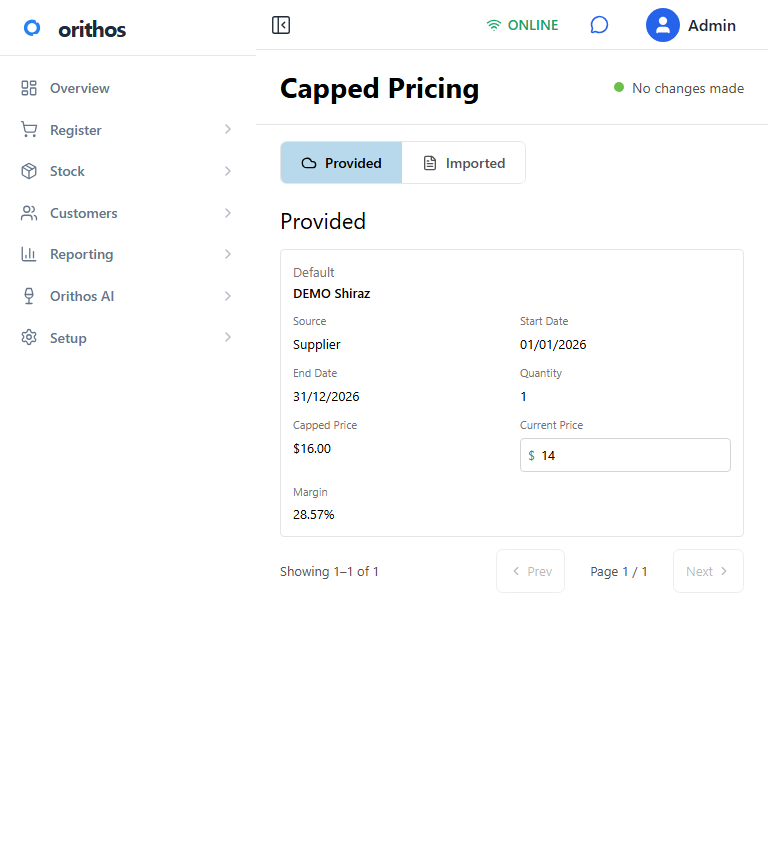 orithos
ONLINE
Admin
Overview
Register
Stock
Customers
Reporting
Orithos AI
Setup
Capped Pricing
No changes made
Provided
Imported
Provided
Default
DEMO Shiraz
Source
Supplier
Start Date
01/01/2026
End Date
31/12/2026
Quantity
1
Capped Price
$16.00
Current Price
$ 14
Margin
28.57%
Showing 1–1 of 1
Prev
Page 1 / 1
Next